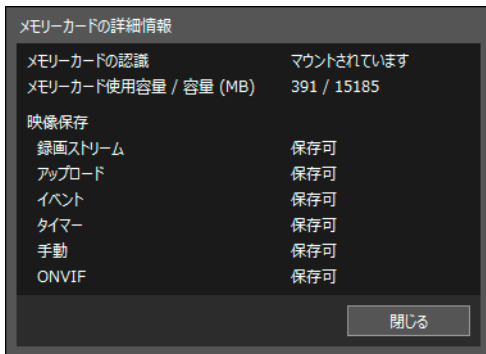 メモリーカードの詳細情報
メモリーカードの認識 マウントされています
メモリーカード使用容量 / 容量 (MB) 391 / 15185
映像保存
録画ストリーム 保存可
アップロード 保存可
イベント 保存可
タイマー 保存可
手動 保存可
ONVIF 保存可
閉じる